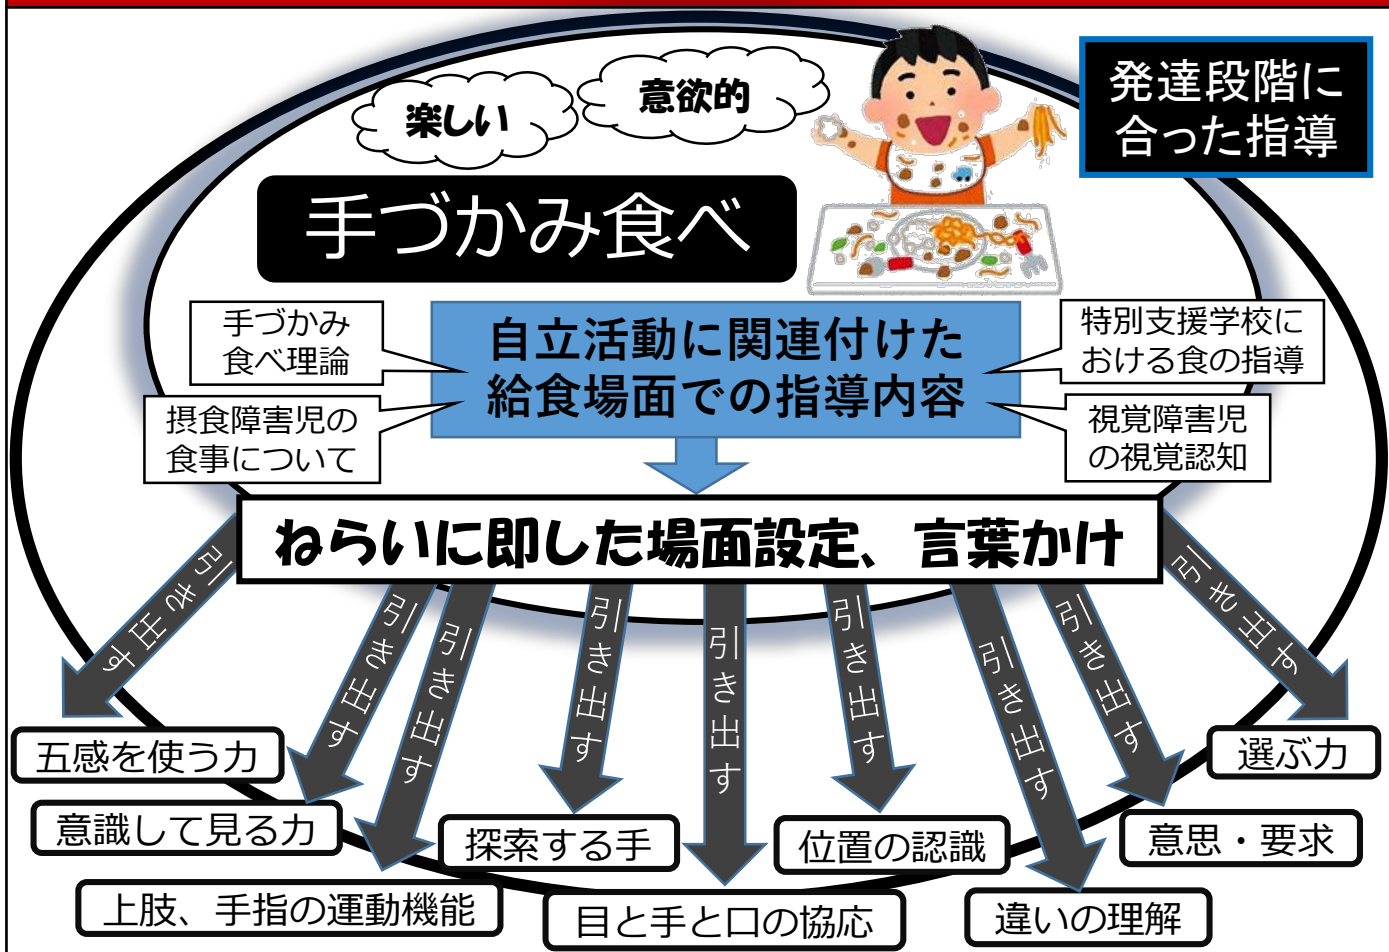 楽しい
意欲的
発達段階に
合った指導
手づかみ食べ
手づかみ
食べ理論
摂食障害児の
食事について
自立活動に関連付けた
給食場面での指導内容
特別支援学校に
おける食の指導
視覚障害児
の視覚認知
ねらいに即した場面設定、言葉かけ
引き出す
引き出す
引き出す
引き出す
引き出す
引き出す
引き出す
引き出す
引き出す
五感を使う力
意識して見る力
上肢、手指の運動機能
探索する手
目と手と口の協応
位置の認識
違いの理解
意思・要求
選ぶ力